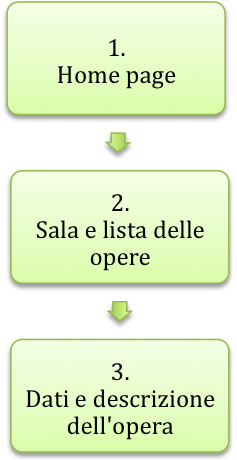 1.
Home page
2.
Sala e lista delle
opere
3.
Dati e descrizione
dell'opera